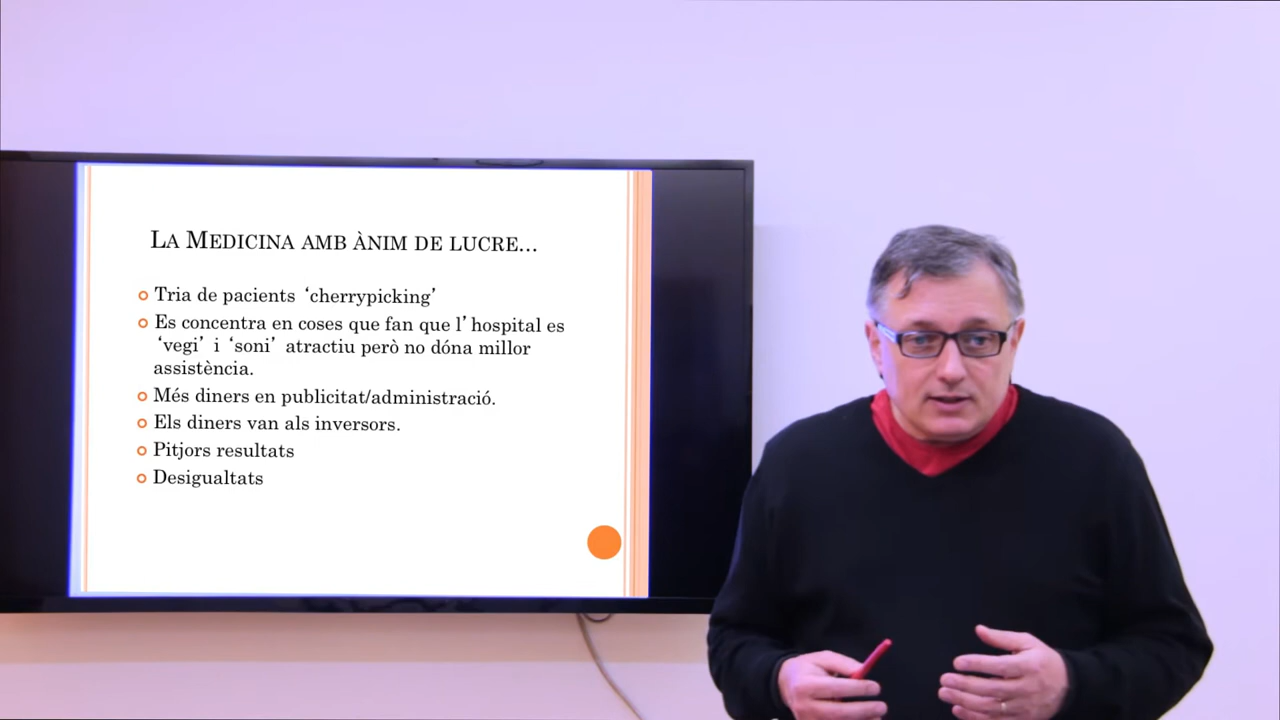 La Medicina amb ànim de lucre…
Tria de pacients ‘cherrypicking’
Es concentra en coses que fan que l’hospital es
‘vegi’ i ‘soni’ atractiu però no dóna millor
assistència.
Més diners en publicitat/administració.
Els diners van als inversors.
Pitjors resultats
Desigualtats